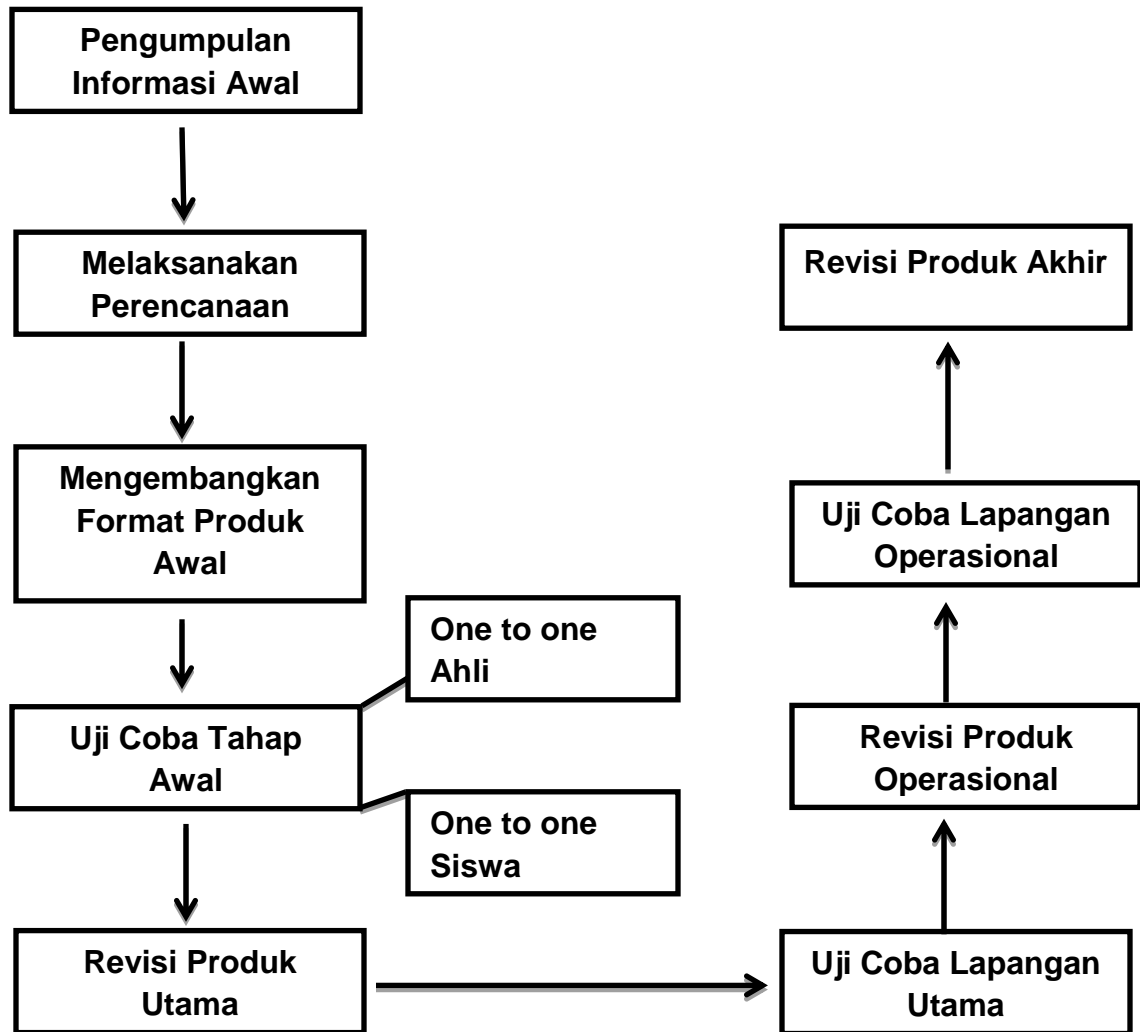 Pengumpulan
Informasi Awal
Melaksanakan
Perencanaan
Mengembangkan
Format Produk
Awal
Uji Coba Tahap
Awal
One to one
Ahli
One to one
Siswa
Revisi Produk
Utama
Uji Coba Lapangan
Utama
Revisi Produk
Operasional
Uji Coba Lapangan
Operasional
Revisi Produk Akhir